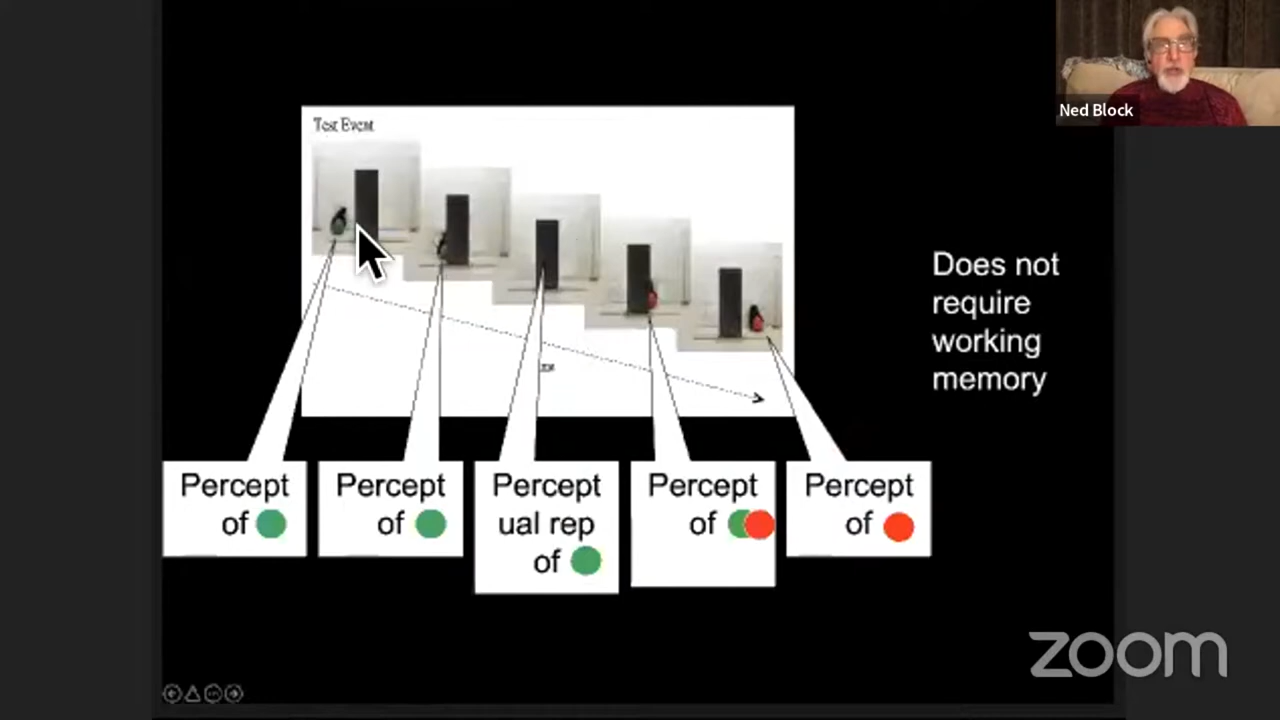 Ned Block
Test Event
Does not
require
working
memory
Percept
of
Percept
of
Percept
ual rep
of
Percept
of
Percept
of
zoom